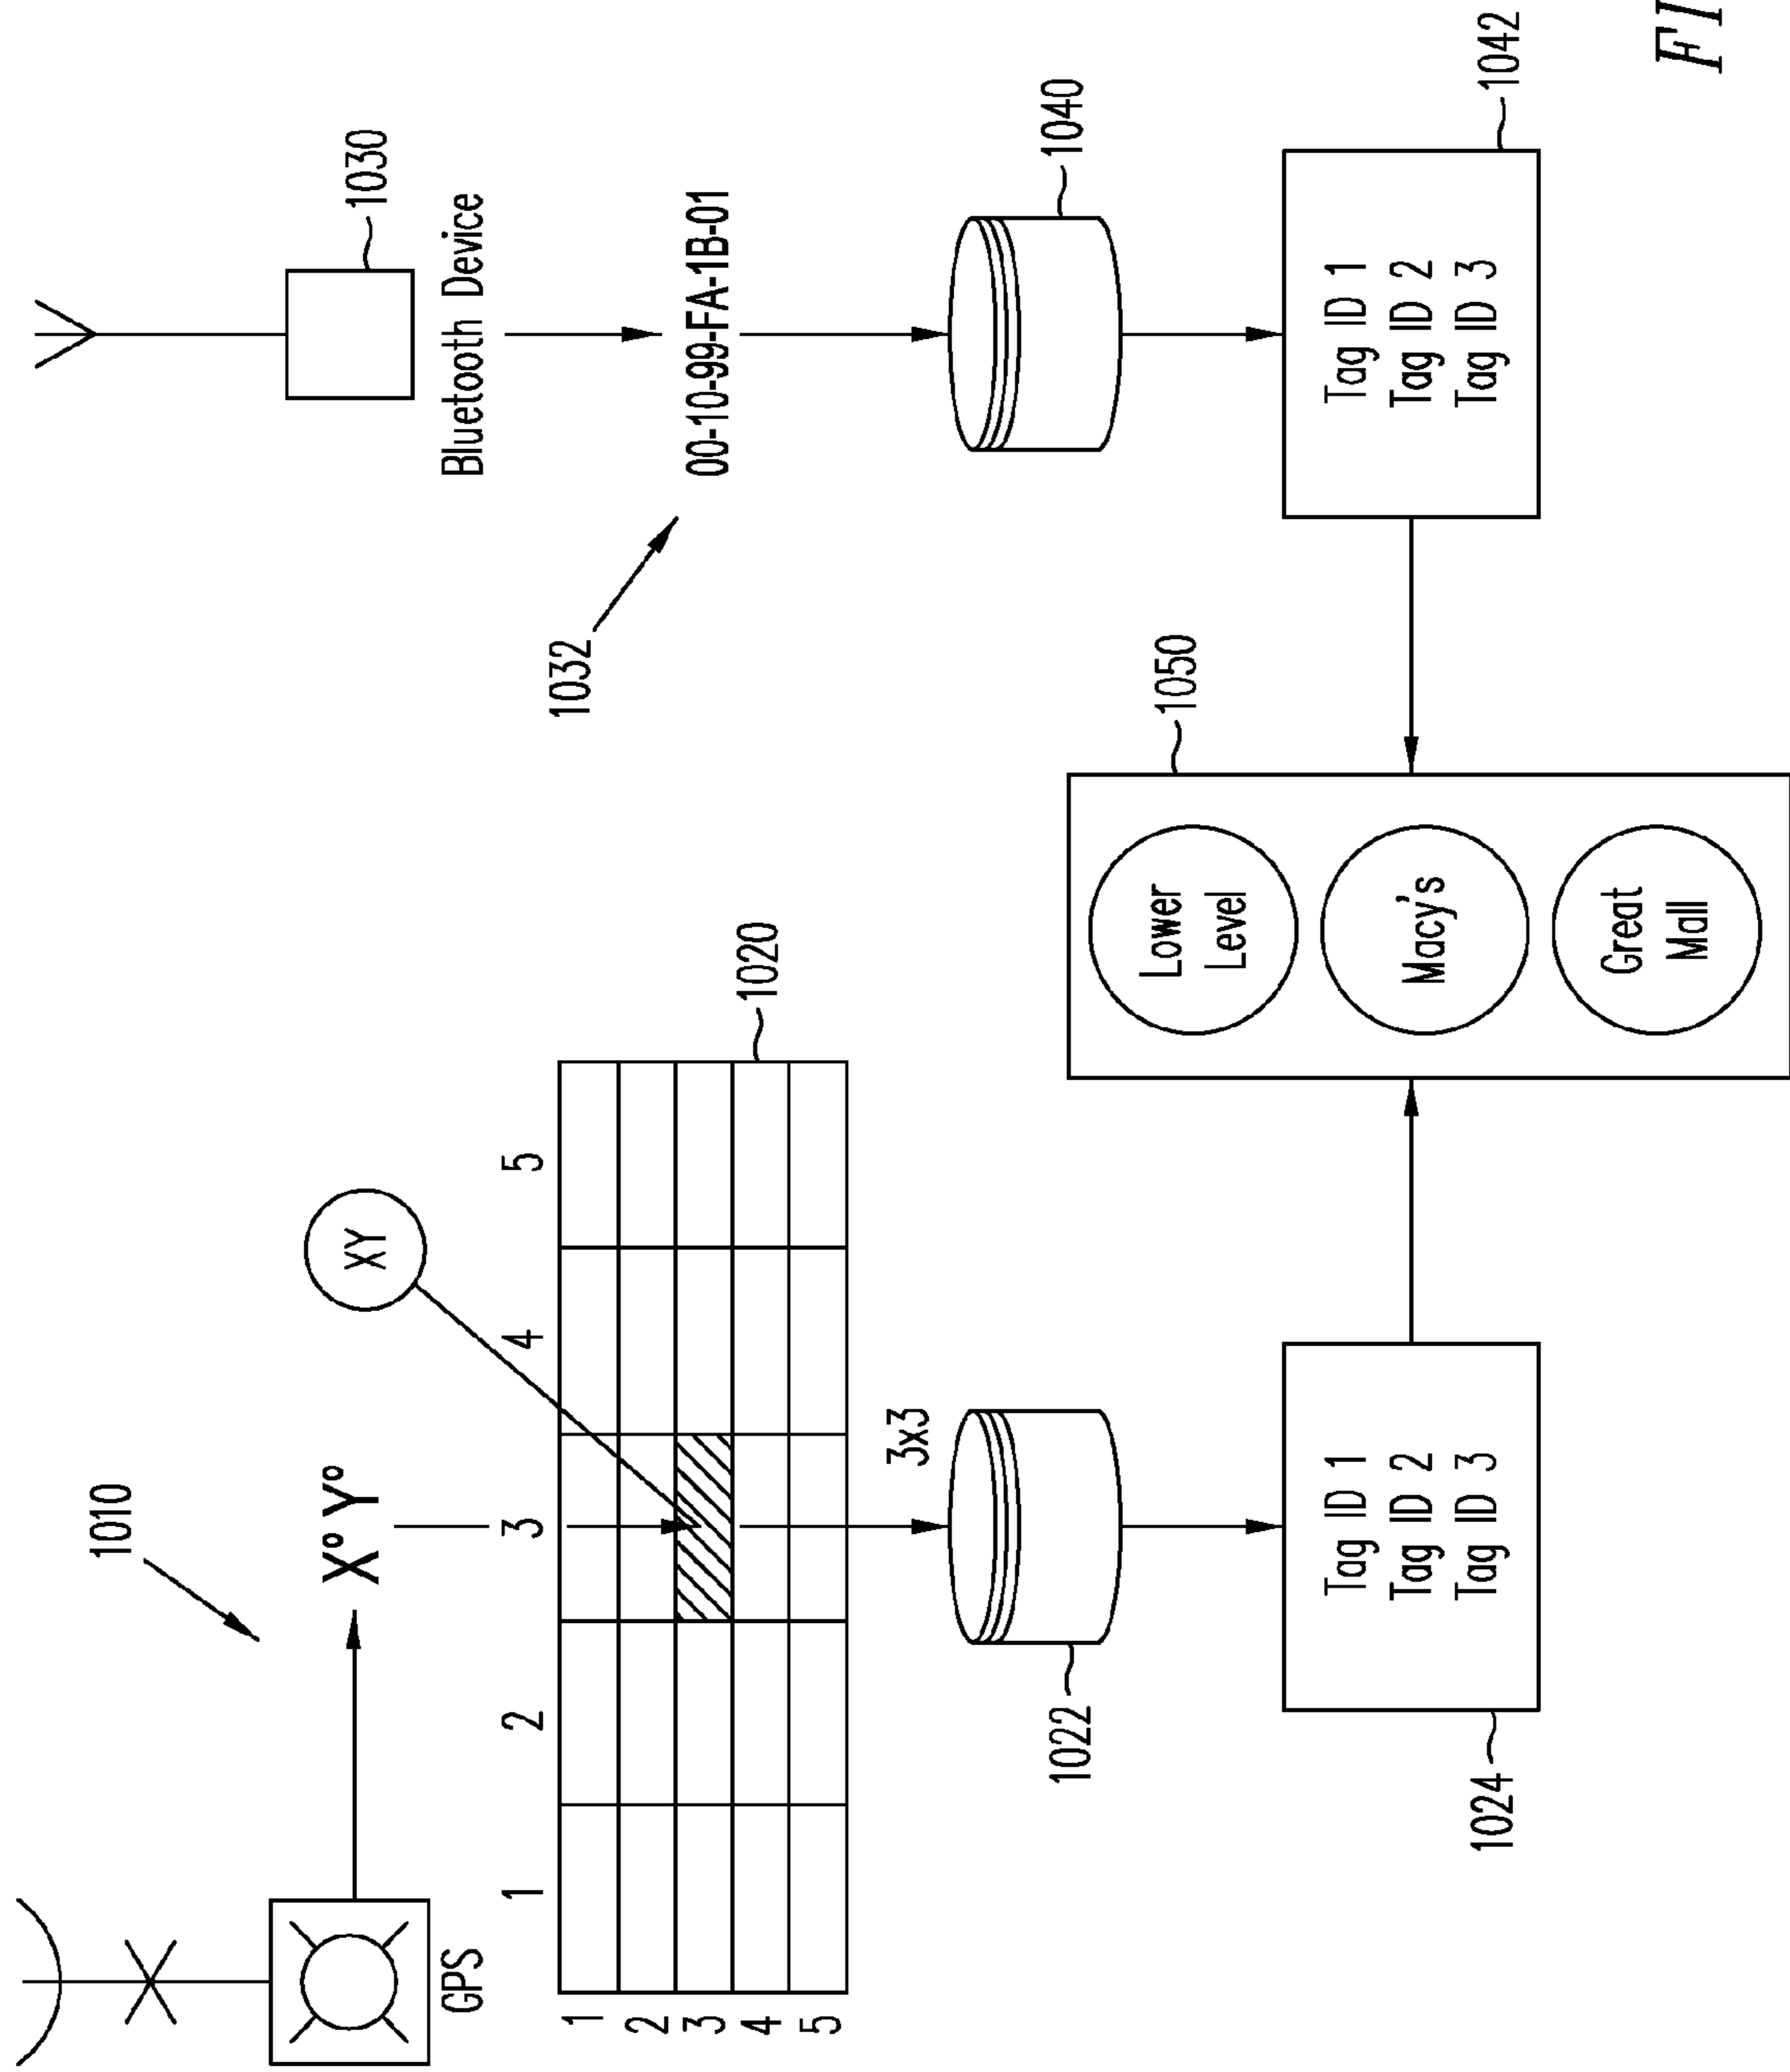 1010
X° Y°
XY
GPS
1 2 3 4 5
1
2
3
4
5
1020
3x3
1022
Tag ID 1
Tag ID 2
Tag ID 3
1024
1030
Bluetooth Device
1032
00-10-99-FA-1B-01
1040
Tag ID 1
Tag ID 2
Tag ID 3
1042
1050
Lower
Level
Macy's
Great
Mall